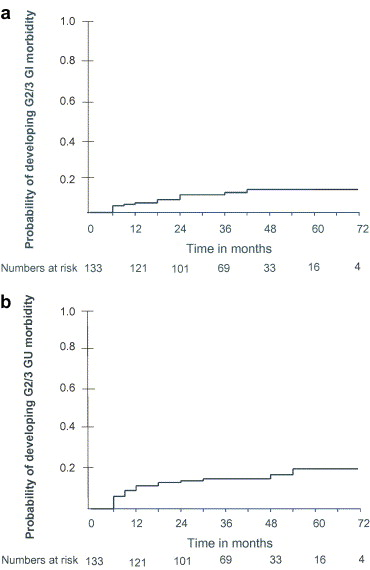 a
Probability of developing G2/3 GI morbidity
1.0
0.8
0.6
0.4
0.2
0 12 24 36 48 60 72
Time in months
Numbers at risk 133 121 101 69 33 16 4
b
Probability of developing G2/3 GU morbidity
1.0
0.8
0.6
0.4
0.2
0 12 24 36 48 60 72
Time in months
Numbers at risk 133 121 101 69 33 16 4